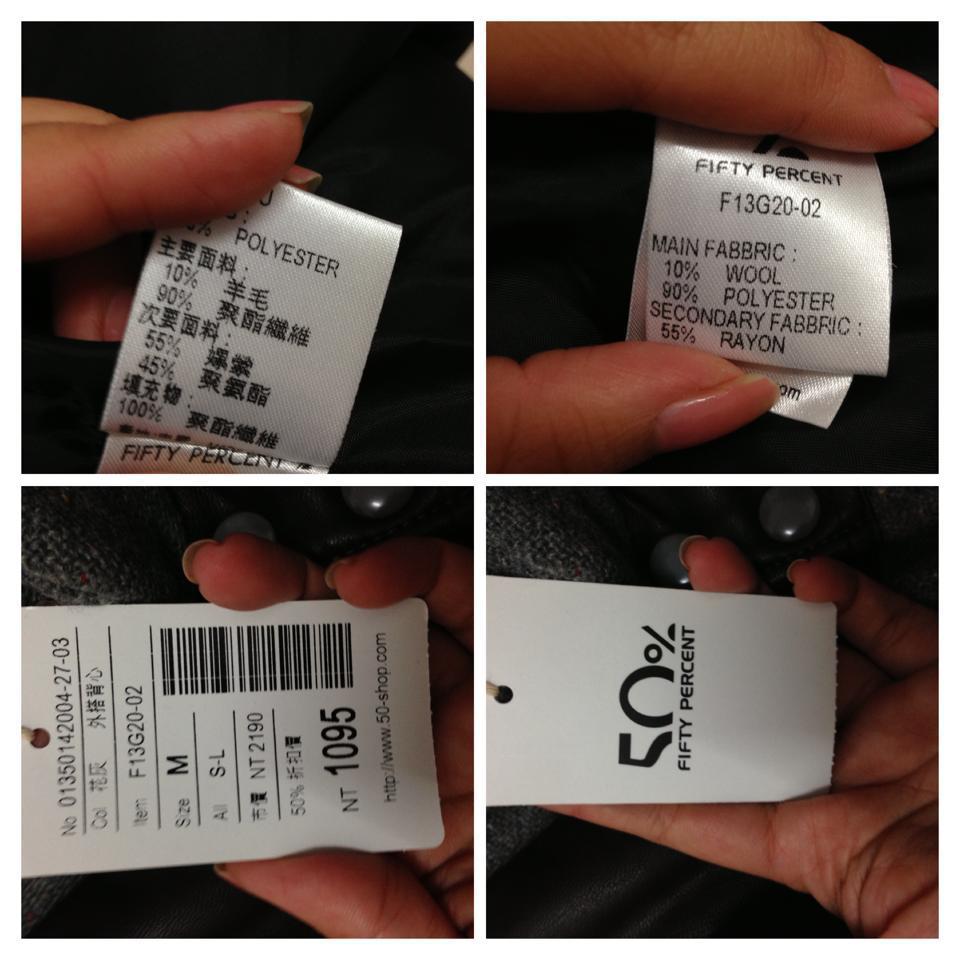 POLYESTER
主要面料：
10% 羊毛
90% 聚酯纖維
次要面料：
55% 嫘縈
45% 聚氨酯
填充物：
100% 聚酯纖維
FIFTY PERCENT
FIFTY PERCENT
F13G20-02
MAIN FABBRIC :
10% WOOL
90% POLYESTER
SECONDARY FABBRIC :
55% RAYON
om
No 01350142004-27-03
Col 花灰 外搭背心
Item F13G20-02
Size M
All S-L
市價 NT 2190
50% 折扣價
NT 1095
http://www.50-shop.com
50%
FIFTY PERCENT